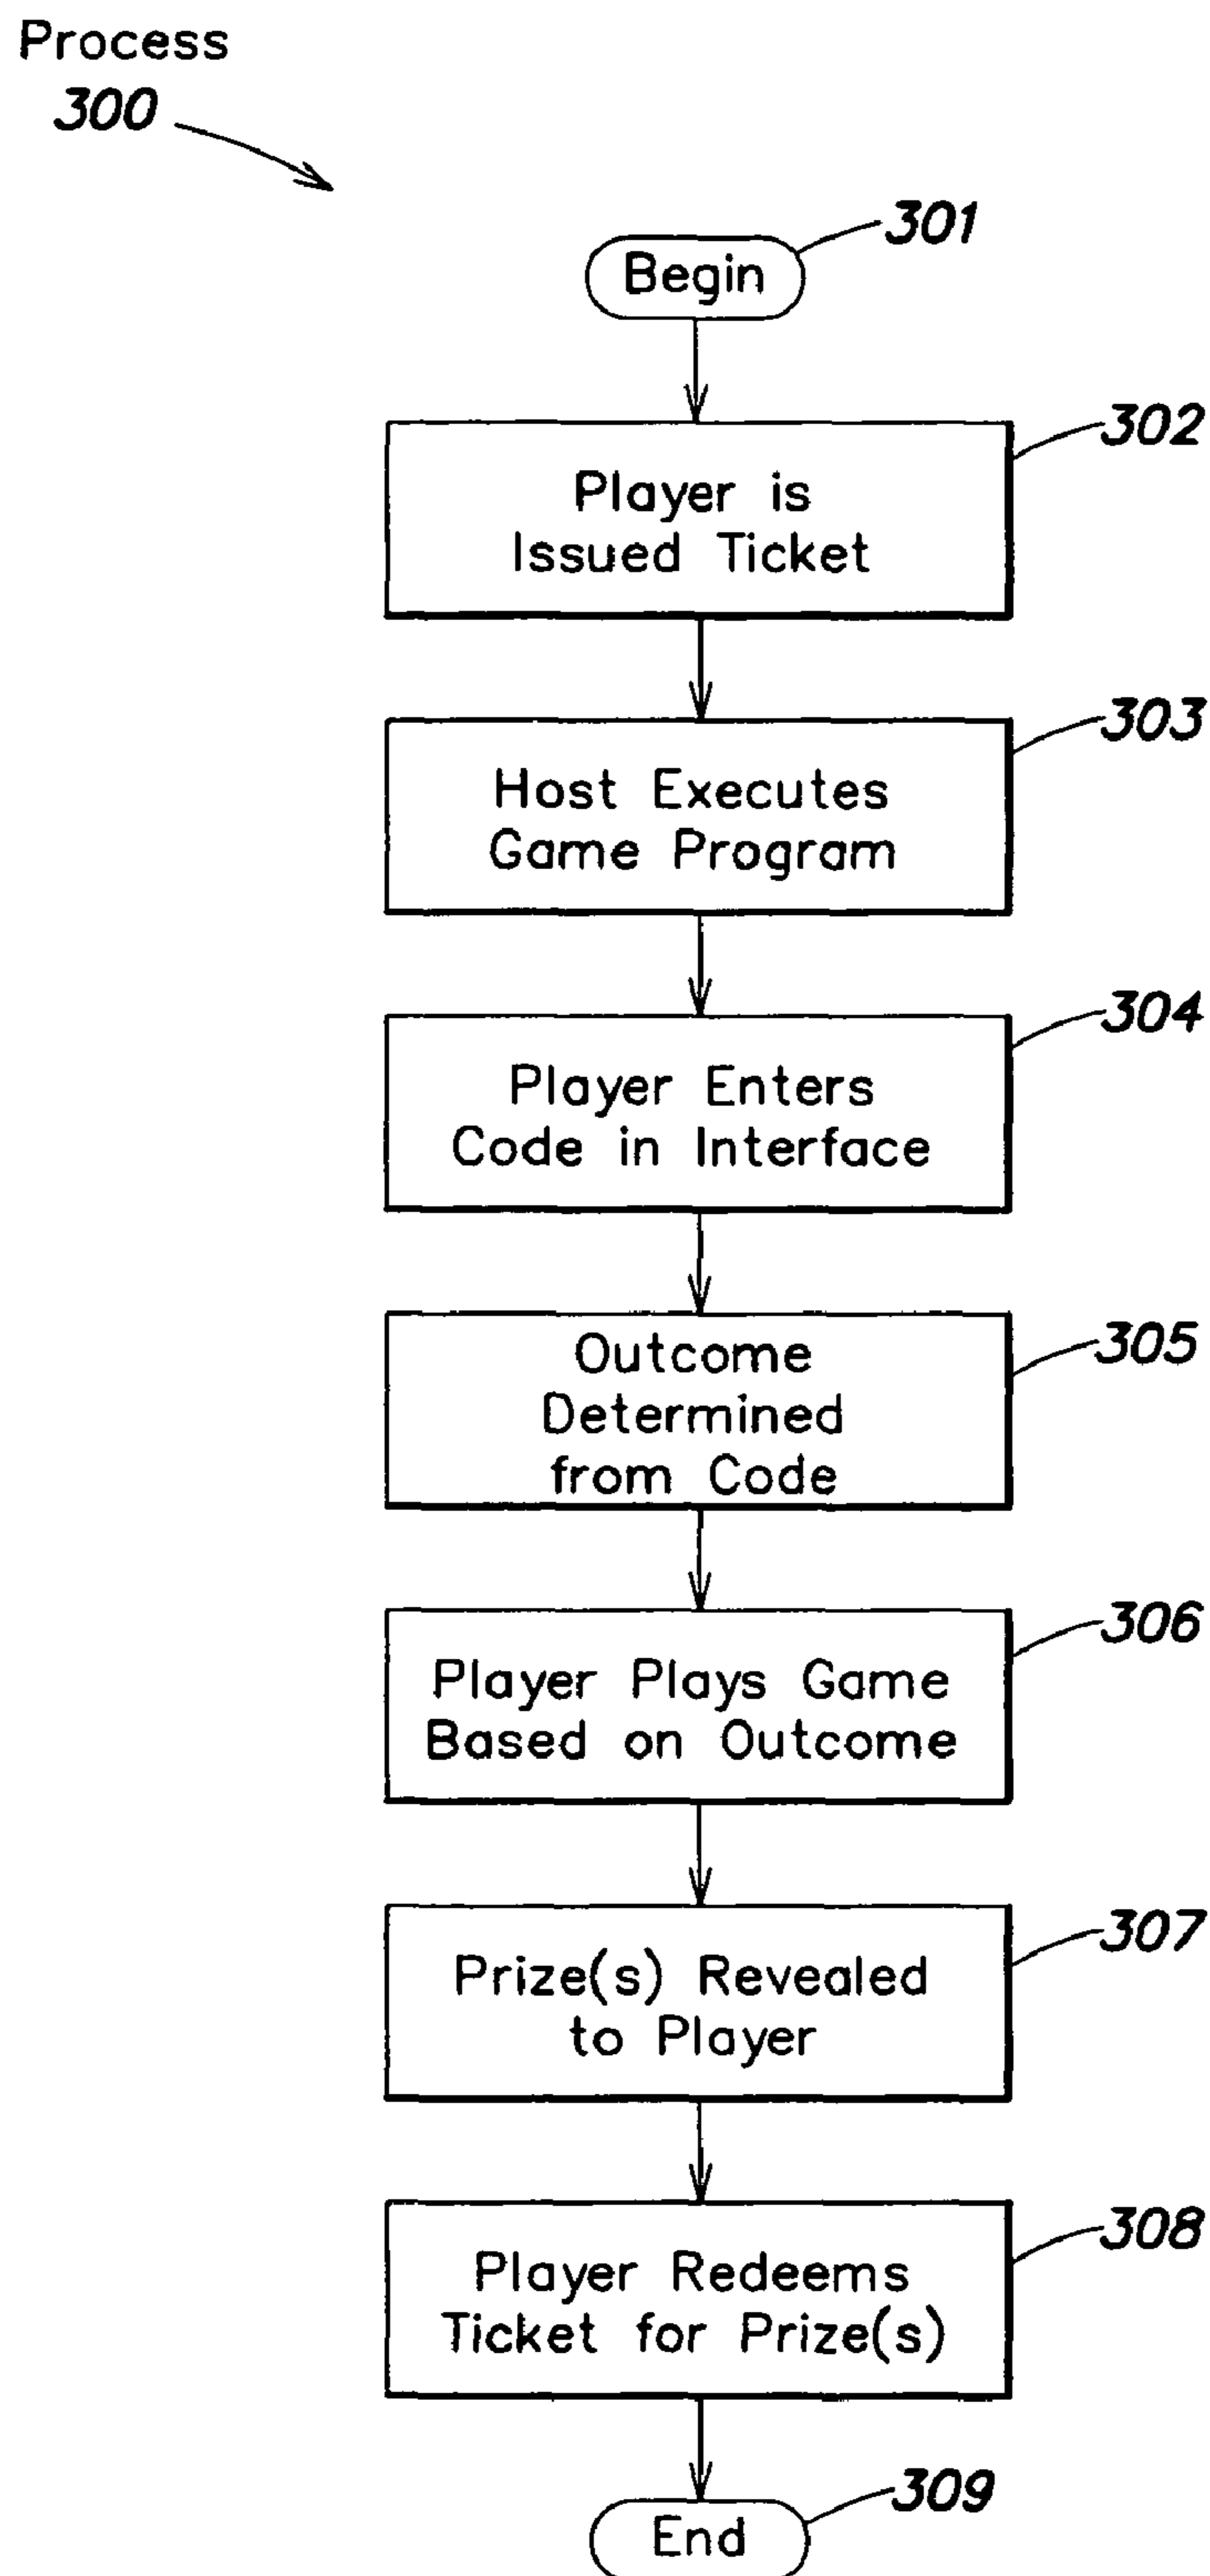 Process
300
301
Begin
302
Player is
Issued Ticket
303
Host Executes
Game Program
304
Player Enters
Code in Interface
305
Outcome
Determined
from Code
306
Player Plays Game
Based on Outcome
307
Prize(s) Revealed
to Player
308
Player Redeems
Ticket for Prize(s)
309
End